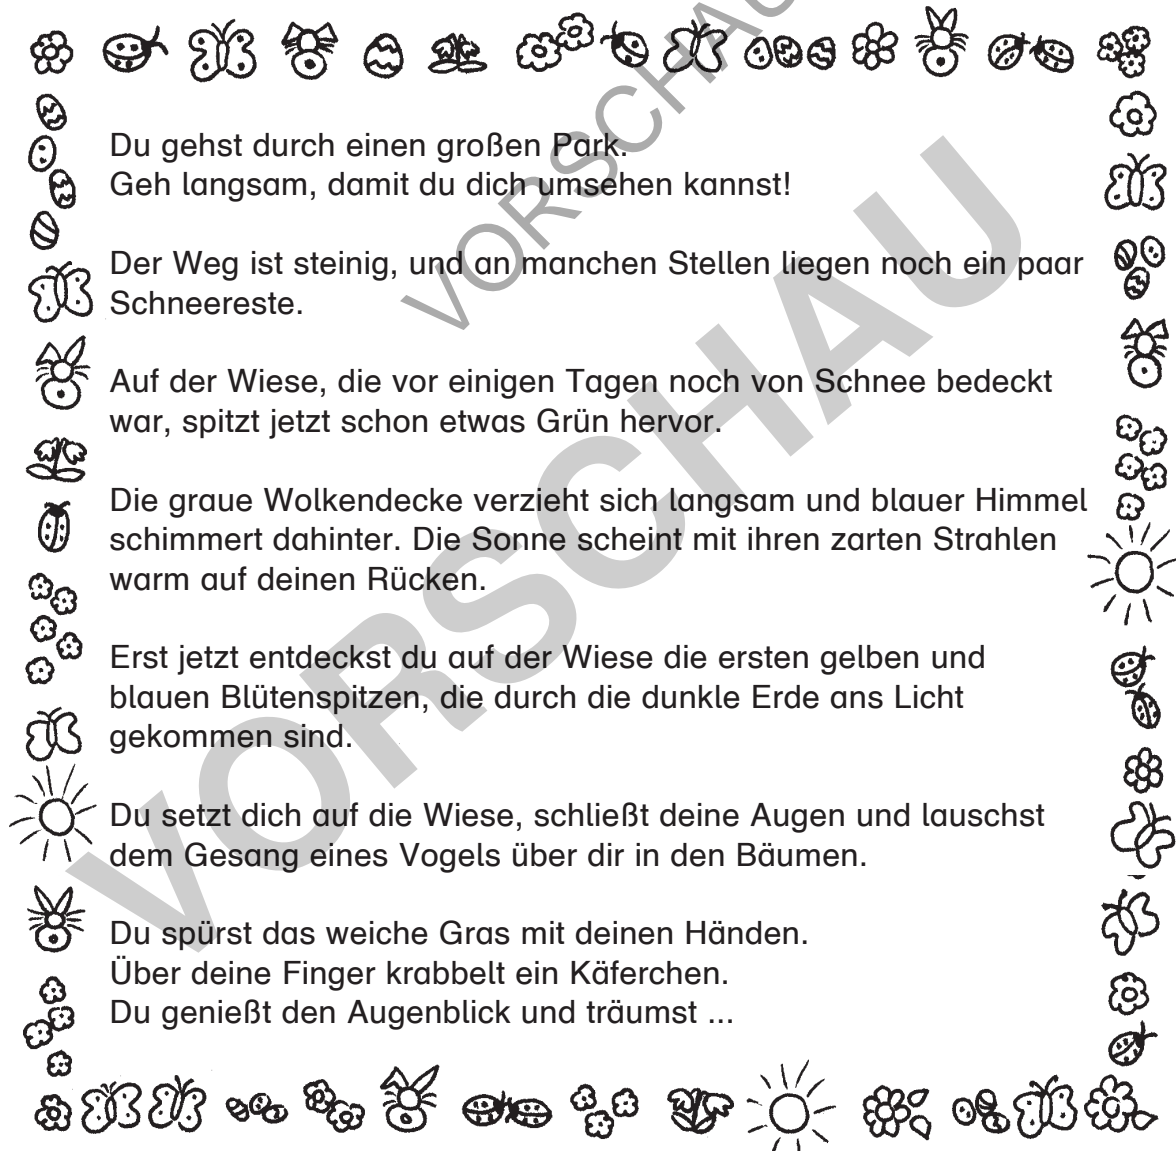 Du gehst durch einen großen Park.
Geh langsam, damit du dich umsehen kannst!
Der Weg ist steinig, und an manchen Stellen liegen noch ein paar
Schneereste.
Auf der Wiese, die vor einigen Tagen noch von Schnee bedeckt
war, spitzt jetzt schon etwas Grün hervor.
Die graue Wolkendecke verzieht sich langsam und blauer Himmel
schimmert dahinter. Die Sonne scheint mit ihren zarten Strahlen
warm auf deinen Rücken.
Erst jetzt entdeckst du auf der Wiese die ersten gelben und
blauen Blütenspitzen, die durch die dunkle Erde ans Licht
gekommen sind.
Du setzt dich auf die Wiese, schließt deine Augen und lauschst
dem Gesang eines Vogels über dir in den Bäumen.
Du spürst das weiche Gras mit deinen Händen.
Über deine Finger krabbelt ein Käferchen.
Du genießt den Augenblick und träumst ...
VORSCHAU
VORSCHAU